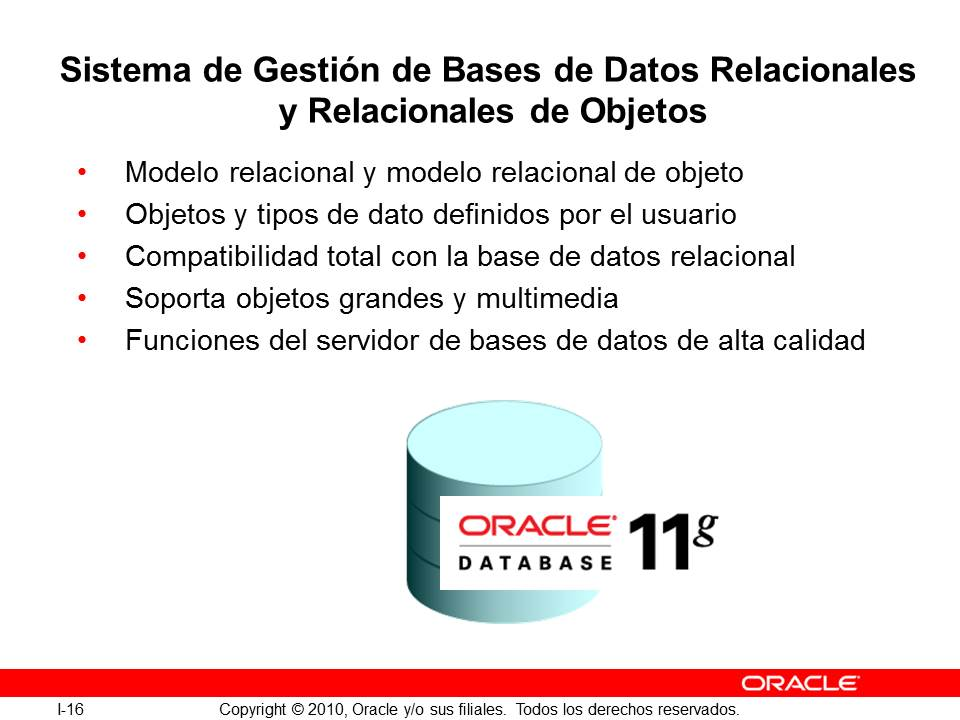 Sistema de Gestión de Bases de Datos Relacionales
y Relacionales de Objetos
• Modelo relacional y modelo relacional de objeto
• Objetos y tipos de dato definidos por el usuario
• Compatibilidad total con la base de datos relacional
• Soporta objetos grandes y multimedia
• Funciones del servidor de bases de datos de alta calidad
ORACLE 11g
DATABASE
ORACLE
I-16 Copyright © 2010, Oracle y/o sus filiales. Todos los derechos reservados.